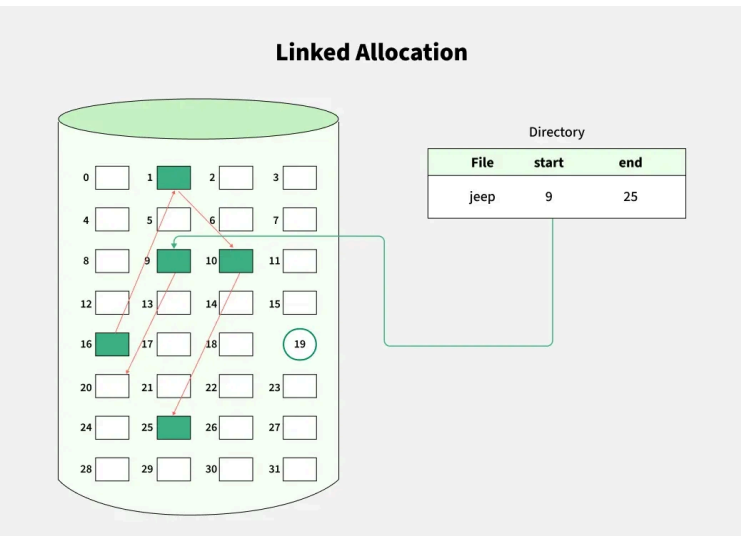 Linked Allocation
Directory
File start end
jeep 9 25
0 1 2 3
4 5 6 7
8 9 10 11
12 13 14 15
16 17 18 19
20 21 22 23
24 25 26 27
28 29 30 31